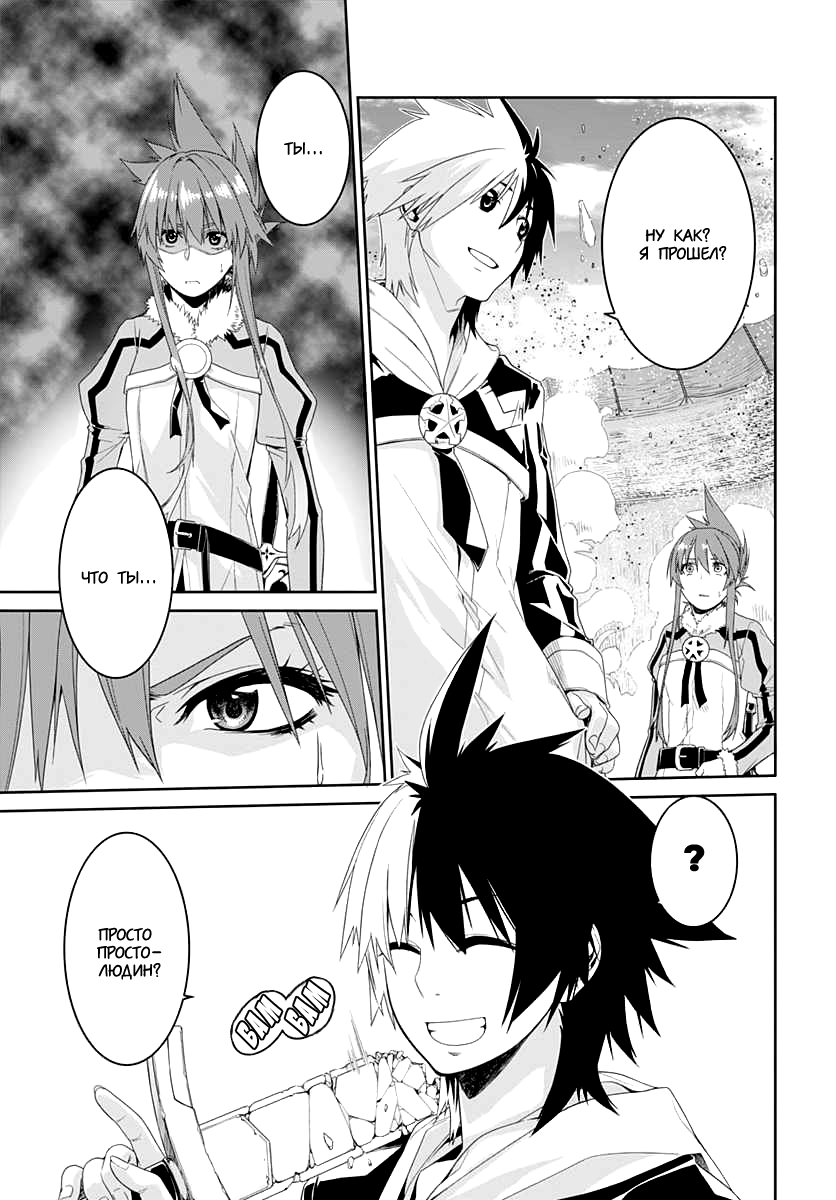 НУ КАК?
Я ПРОШЕЛ?
ТЫ...
ЧТО ТЫ...
?
ПРОСТО
ПРОСТО-
ЛЮДИН?
БАМ!
БАМ!